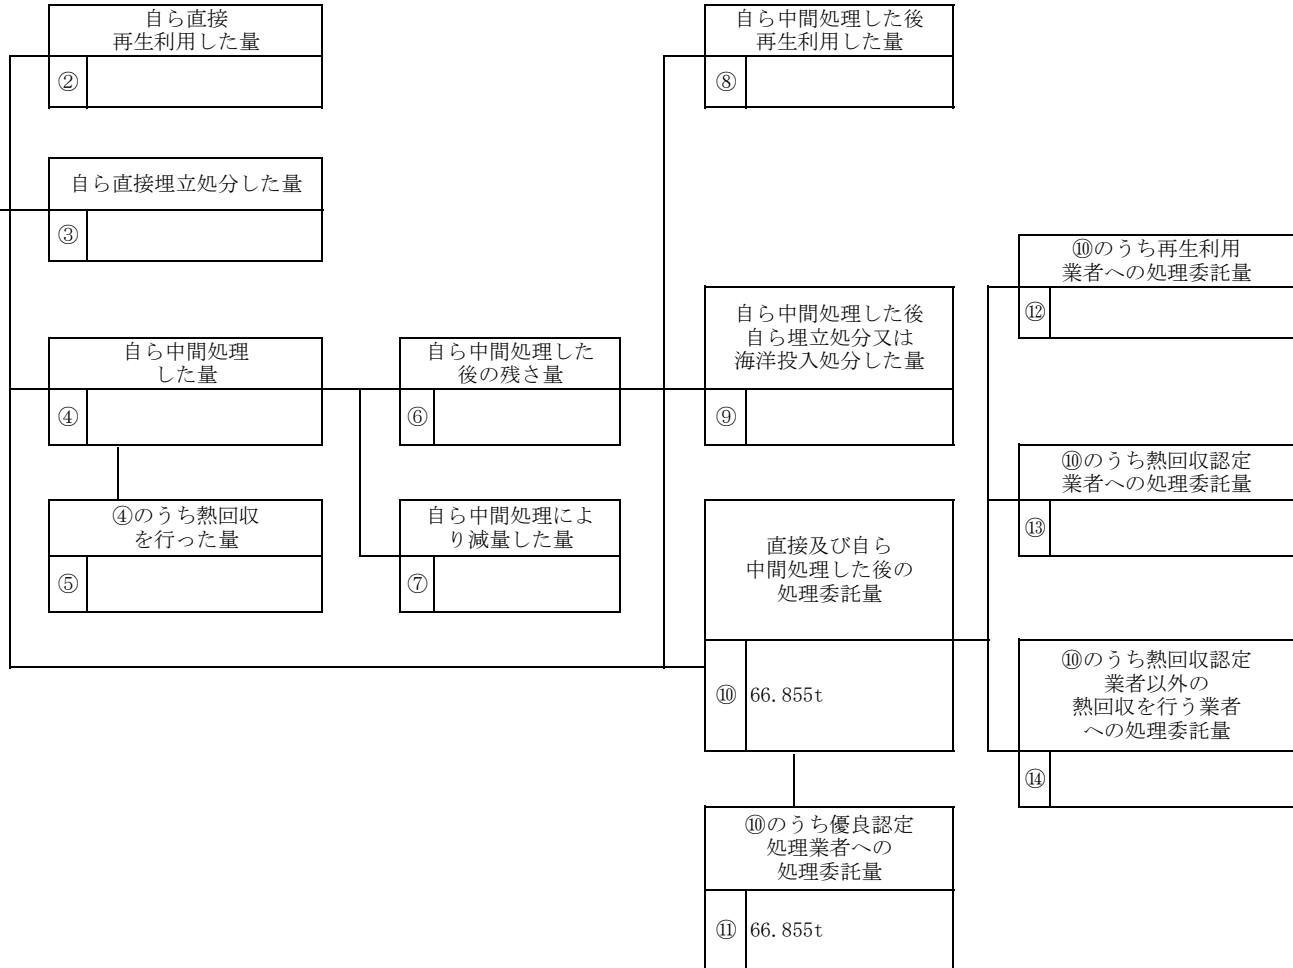 自ら直接
再生利用した量
②
自ら直接埋立処分した量
③
自ら中間処理
した量
④
④のうち熱回収
を行った量
⑤
自ら中間処理した
後の残さ量
⑥
自ら中間処理によ
り減量した量
⑦
自ら中間処理した後
再生利用した量
⑧
自ら中間処理した後
自ら埋立処分又は
海洋投入処分した量
⑨
直接及び自ら
中間処理した後の
処理委託量
⑩ 66.855t
⑩のうち優良認定
処理業者への
処理委託量
⑪ 66.855t
⑩のうち再生利用
業者への処理委託量
⑫
⑩のうち熱回収認定
業者への処理委託量
⑬
⑩のうち熱回収認定
業者以外の
熱回収を行う業者
への処理委託量
⑭